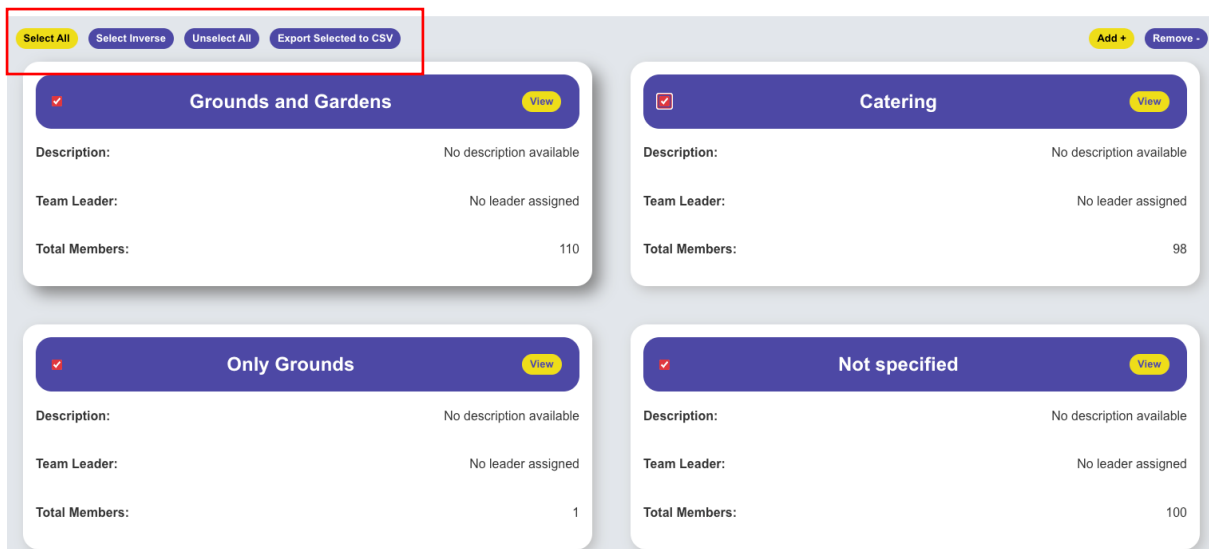 Select All Select Inverse Unselect All Export Selected to CSV Add + Remove -
Grounds and Gardens View
Description: No description available
Team Leader: No leader assigned
Total Members: 110
Catering View
Description: No description available
Team Leader: No leader assigned
Total Members: 98
Only Grounds View
Description: No description available
Team Leader: No leader assigned
Total Members: 1
Not specified View
Description: No description available
Team Leader: No leader assigned
Total Members: 100